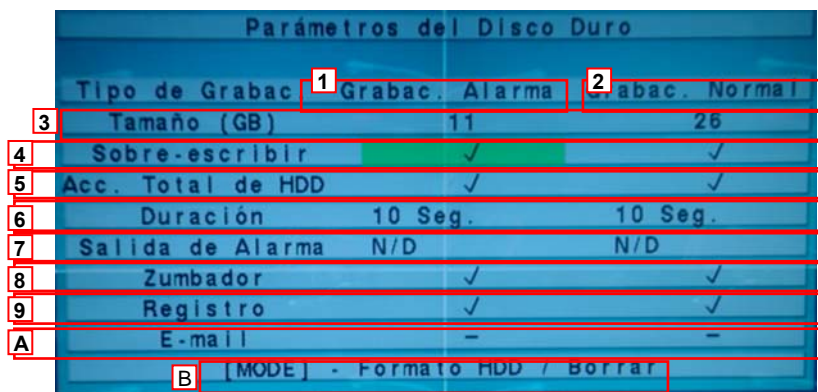 Parámetros del Disco Duro
Tipo de Grabac 1 Grabac. Alarma 2 Grabac. Normal
3 Tamaño (GB) 11 26
4 Sobre-escribir √ √
5 Acc. Total de HDD √ √
6 Duración 10 Seg. 10 Seg.
7 Salida de Alarma N/D N/D
8 Zumbador √ √
9 Registro √ √
A E-mail – –
B [MODE] - Formato HDD / Borrar